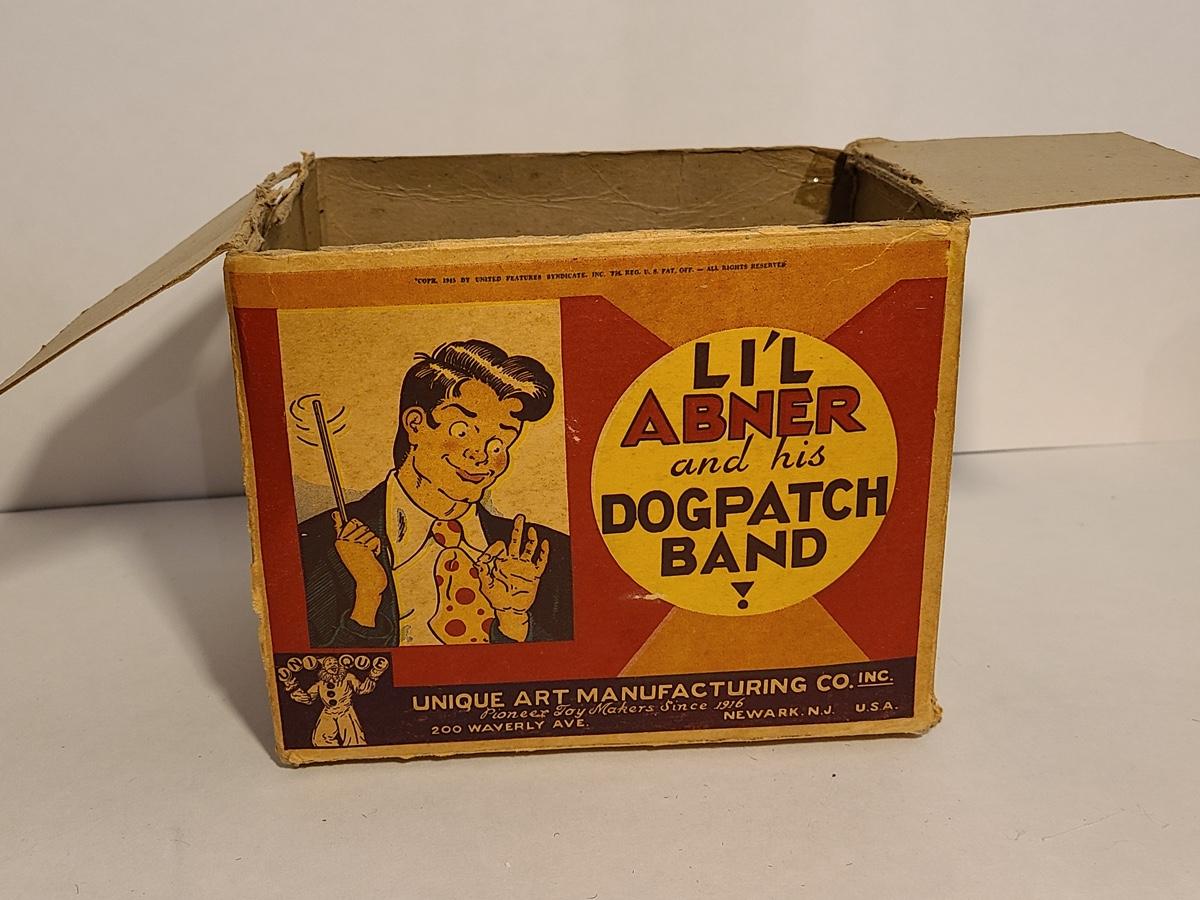 *COPR. 1945 BY UNITED FEATURES SYNDICATE, INC. TM. REG. U. S. PAT. OFF. — ALL RIGHTS RESERVED
LI'L
ABNER
and his
DOGPATCH
BAND
!
UNIQUE
UNIQUE ART MANUFACTURING CO. INC.
Pioneer Toy Makers Since 1916
200 WAVERLY AVE. NEWARK. N.J. U.S.A.